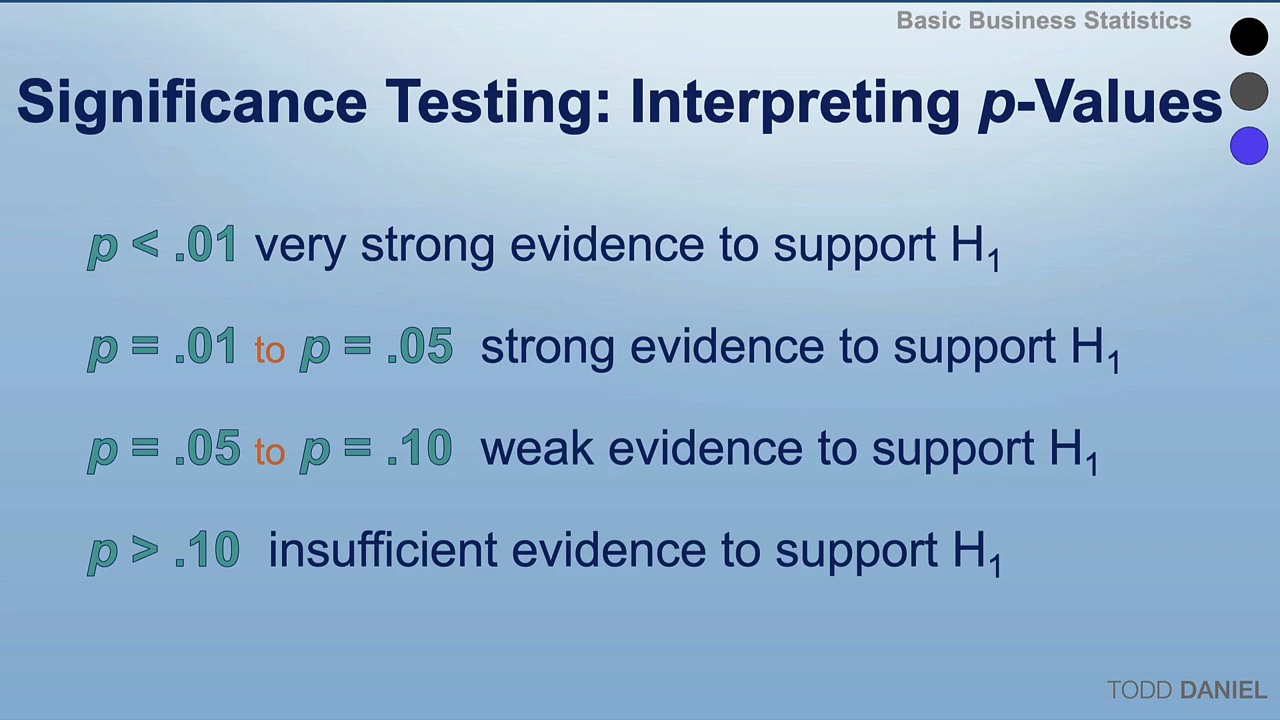 Basic Business Statistics
Significance Testing: Interpreting p-Values
p < .01 very strong evidence to support H₁
p = .01 to p = .05 strong evidence to support H₁
p = .05 to p = .10 weak evidence to support H₁
p > .10 insufficient evidence to support H₁
TODD DANIEL